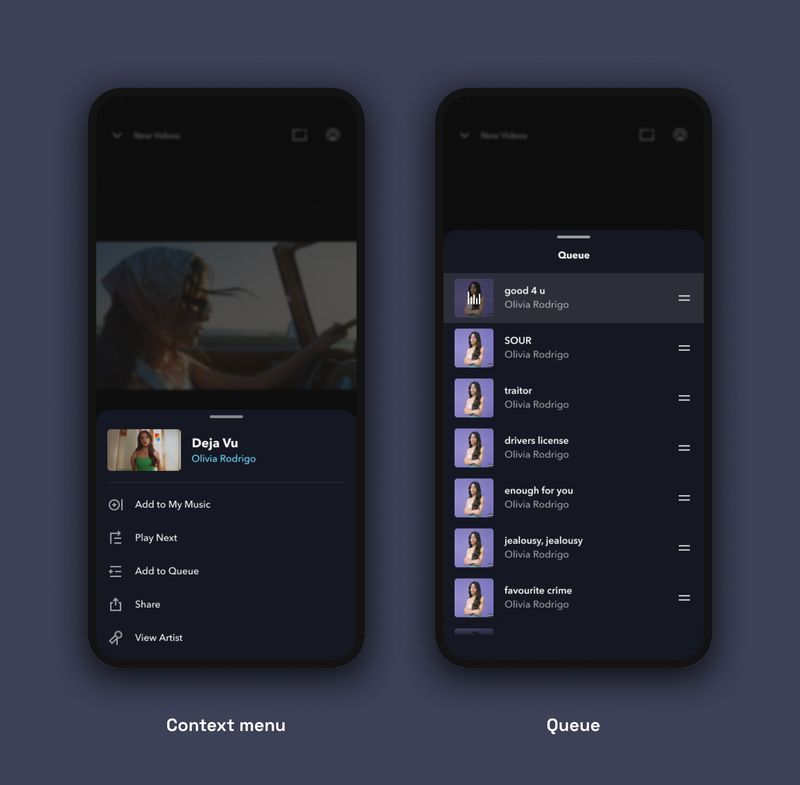 New Videos
Deja Vu
Olivia Rodrigo
Add to My Music
Play Next
Add to Queue
Share
View Artist
Context menu
New Videos
Queue
good 4 u
Olivia Rodrigo
SOUR
Olivia Rodrigo
traitor
Olivia Rodrigo
drivers license
Olivia Rodrigo
enough for you
Olivia Rodrigo
jealousy, jealousy
Olivia Rodrigo
favourite crime
Olivia Rodrigo
Queue